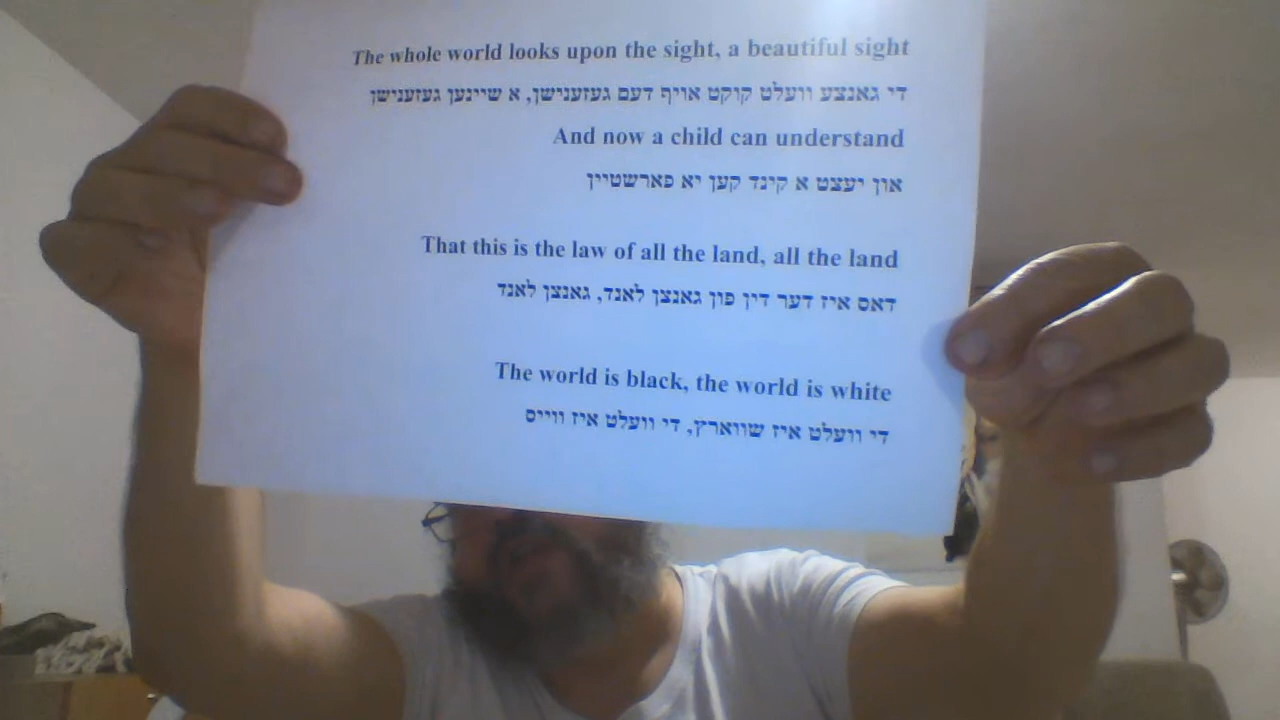 The whole world looks upon the sight, a beautiful sight
די גאנצע וועלט קוקט אויף דעם געזענישן, א שיינען געזענישן
And now a child can understand
און יעצט א קינד קען יא פארשטיין
That this is the law of all the land, all the land
דאס איז דער דין פון גאנצן לאנד, גאנצן לאנד
The world is black, the world is white
די וועלט איז שווארץ, די וועלט איז ווייס